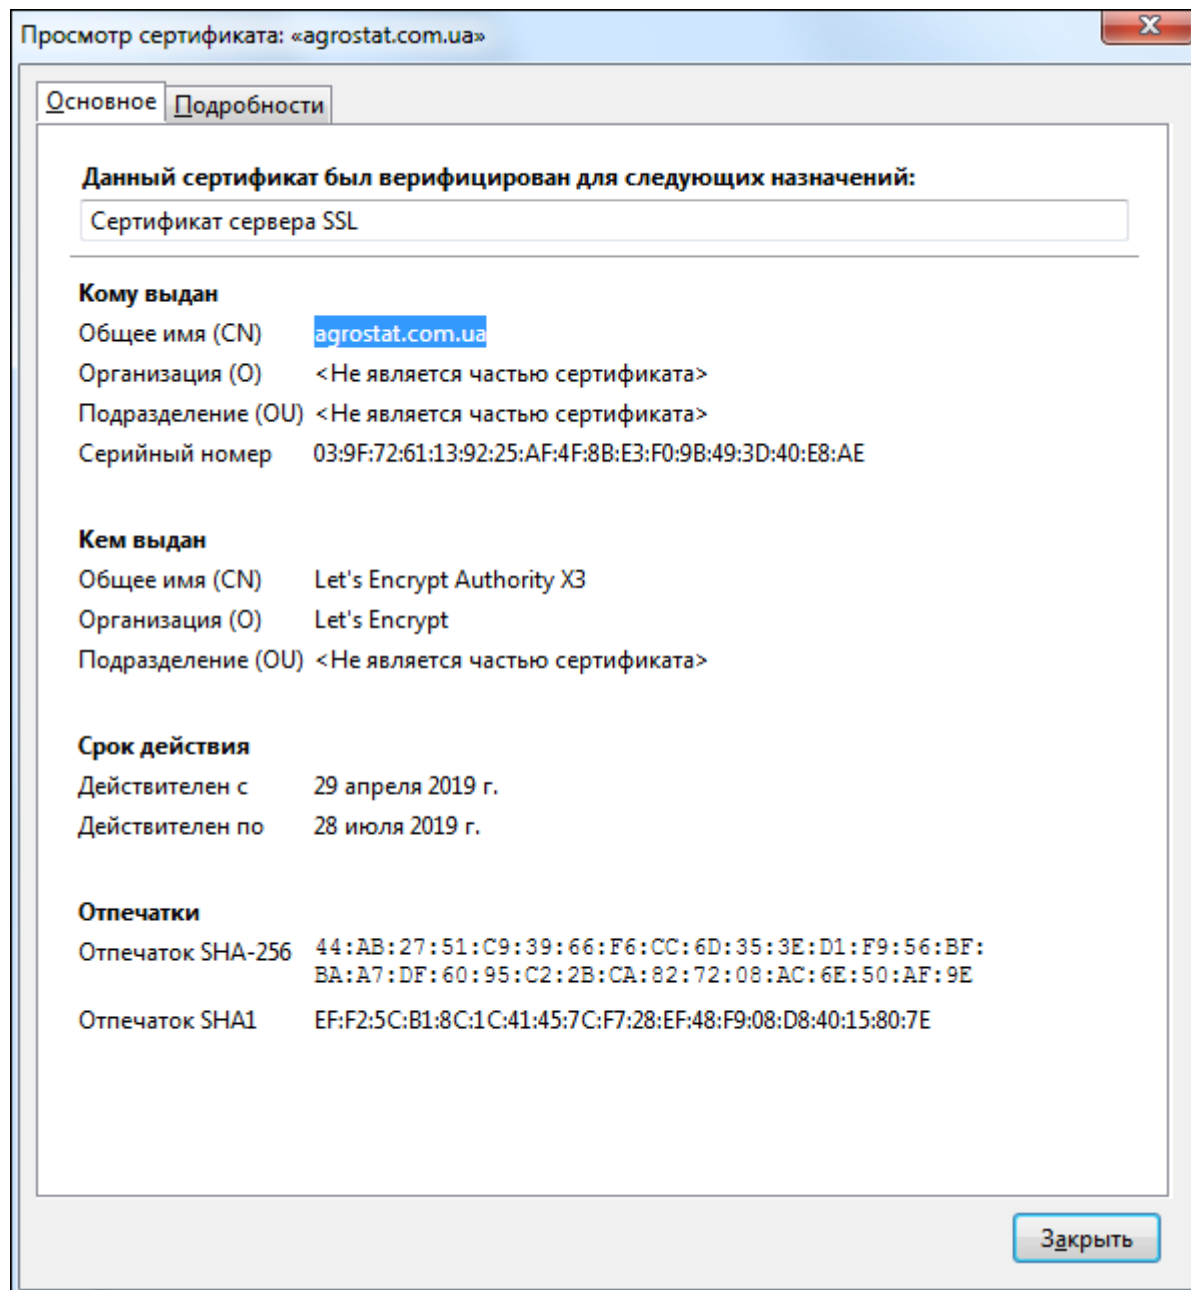 Просмотр сертификата: «agrostat.com.ua»
Основное Подробности
Данный сертификат был верифицирован для следующих назначений:
Сертификат сервера SSL
Кому выдан
Общее имя (CN) agrostat.com.ua
Организация (O) <Не является частью сертификата>
Подразделение (OU) <Не является частью сертификата>
Серийный номер 03:9F:72:61:13:92:25:AF:4F:8B:E3:F0:9B:49:3D:40:E8:AE
Кем выдан
Общее имя (CN) Let's Encrypt Authority X3
Организация (O) Let's Encrypt
Подразделение (OU) <Не является частью сертификата>
Срок действия
Действителен с 29 апреля 2019 г.
Действителен по 28 июля 2019 г.
Отпечатки
Отпечаток SHA-256 44:AB:27:51:C9:39:66:F6:CC:6D:35:3E:D1:F9:56:BF:
BA:A7:DF:60:95:C2:2B:CA:82:72:08:AC:6E:50:AF:9E
Отпечаток SHA1 EF:F2:5C:B1:8C:1C:41:45:7C:F7:28:EF:48:F9:08:D8:40:15:80:7E
Закрыть